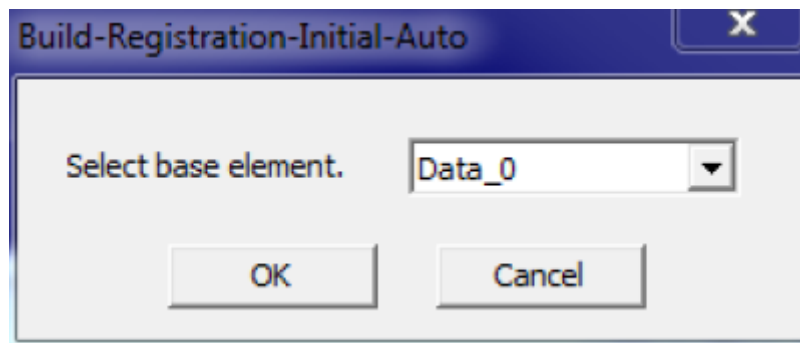 Build-Registration-Initial-Auto
Select base element.
Data_0
OK
Cancel